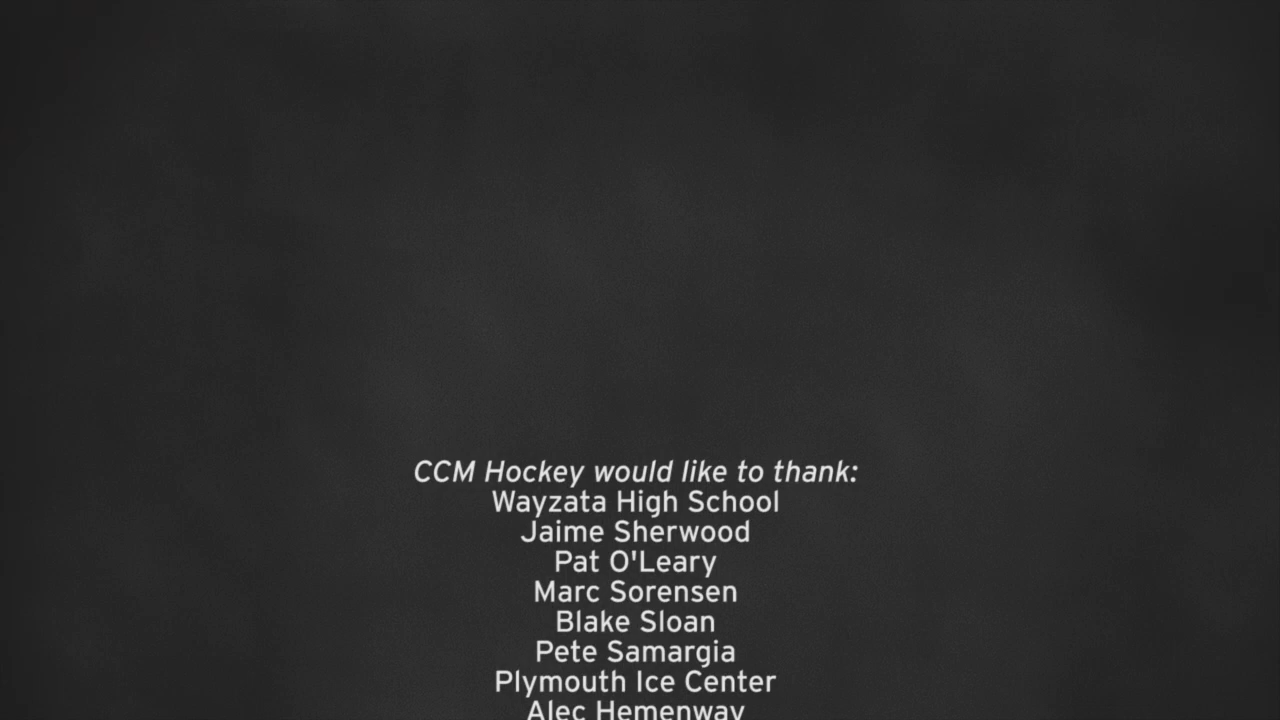 CCM Hockey would like to thank:
Wayzata High School
Jaime Sherwood
Pat O'Leary
Marc Sorensen
Blake Sloan
Pete Samargia
Plymouth Ice Center
Alec Hemenway